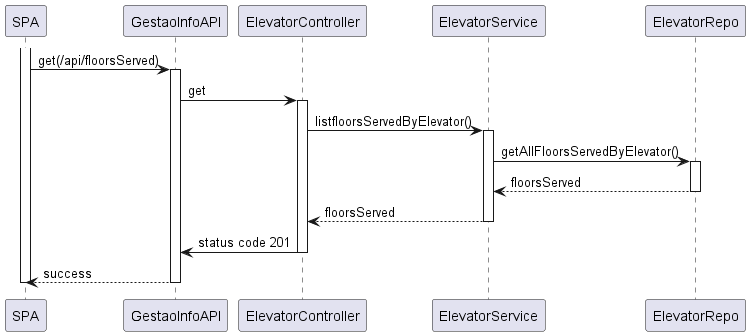 SPA GestaoInfoAPI ElevatorController ElevatorService ElevatorRepo
get(/api/floorsServed)
get
listfloorsServedByElevator()
getAllFloorsServedByElevator()
floorsServed
floorsServed
status code 201
success
SPA GestaoInfoAPI ElevatorController ElevatorService ElevatorRepo